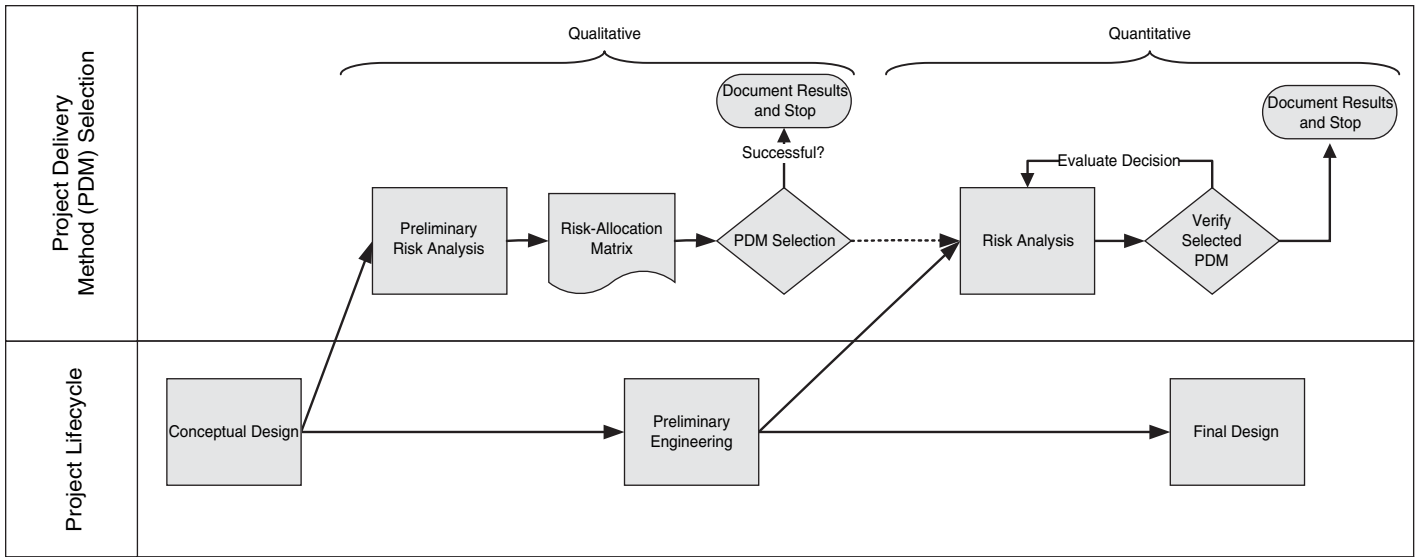 Project Delivery
Method (PDM) Selection
Qualitative
Quantitative
Document Results
and Stop
Document Results
and Stop
Successful?
Evaluate Decision
Preliminary
Risk Analysis
Risk-Allocation
Matrix
PDM Selection
Risk Analysis
Verify
Selected
PDM
Project Lifecycle
Conceptual Design
Preliminary
Engineering
Final Design